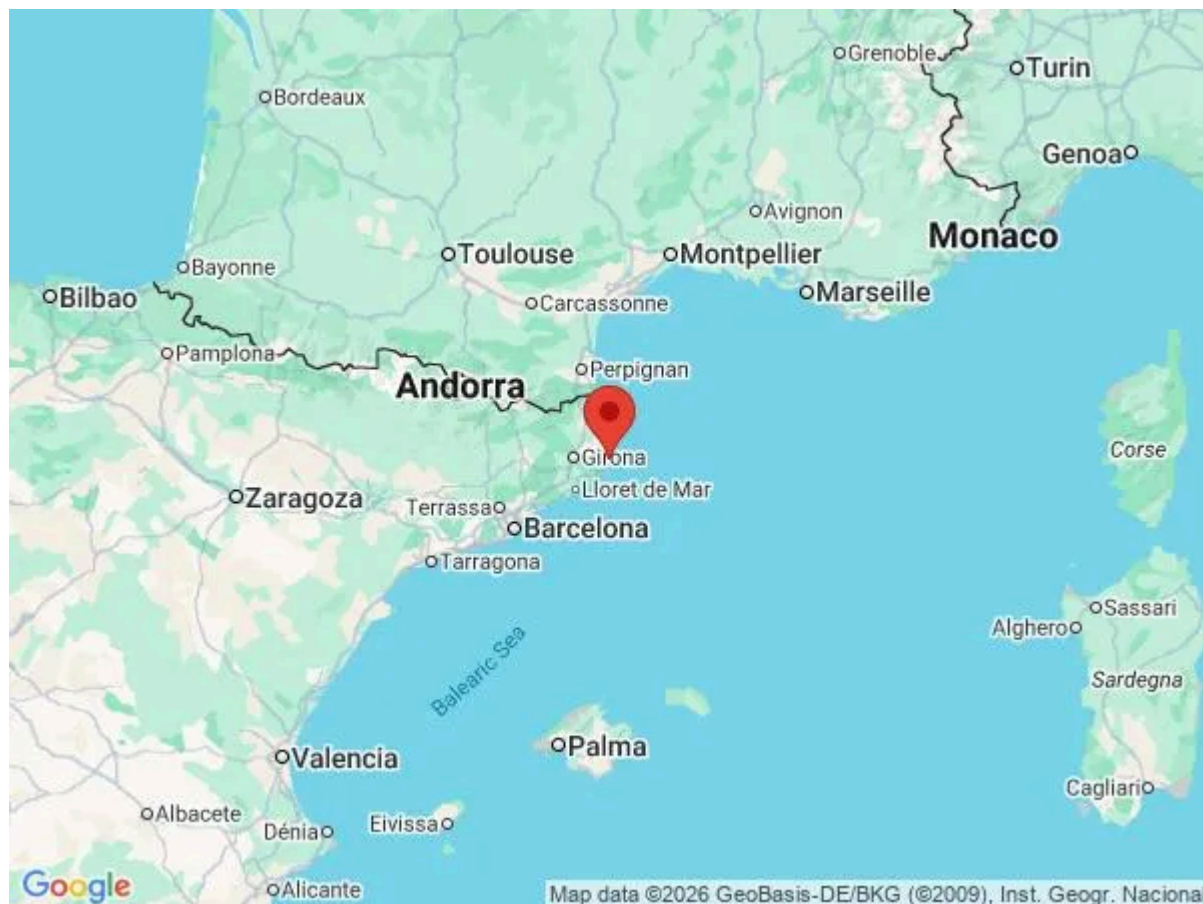 Grenoble
Turin
Bordeaux
Genoa
Avignon
Monaco
Toulouse
Montpellier
Bayonne
Marseille
Bilbao
Carcassonne
Pamplona
Perpignan
Andorra
Corse
Girona
Lloret de Mar
Zaragoza
Terrassa
Barcelona
Tarragona
Sassari
Alghero
Balearic Sea
Sardegna
Palma
Valencia
Cagliari
Albacete
Eivissa
Dénia
Alicante
Google
Map data ©2026 GeoBasis-DE/BKG (©2009), Inst. Geogr. Nacional